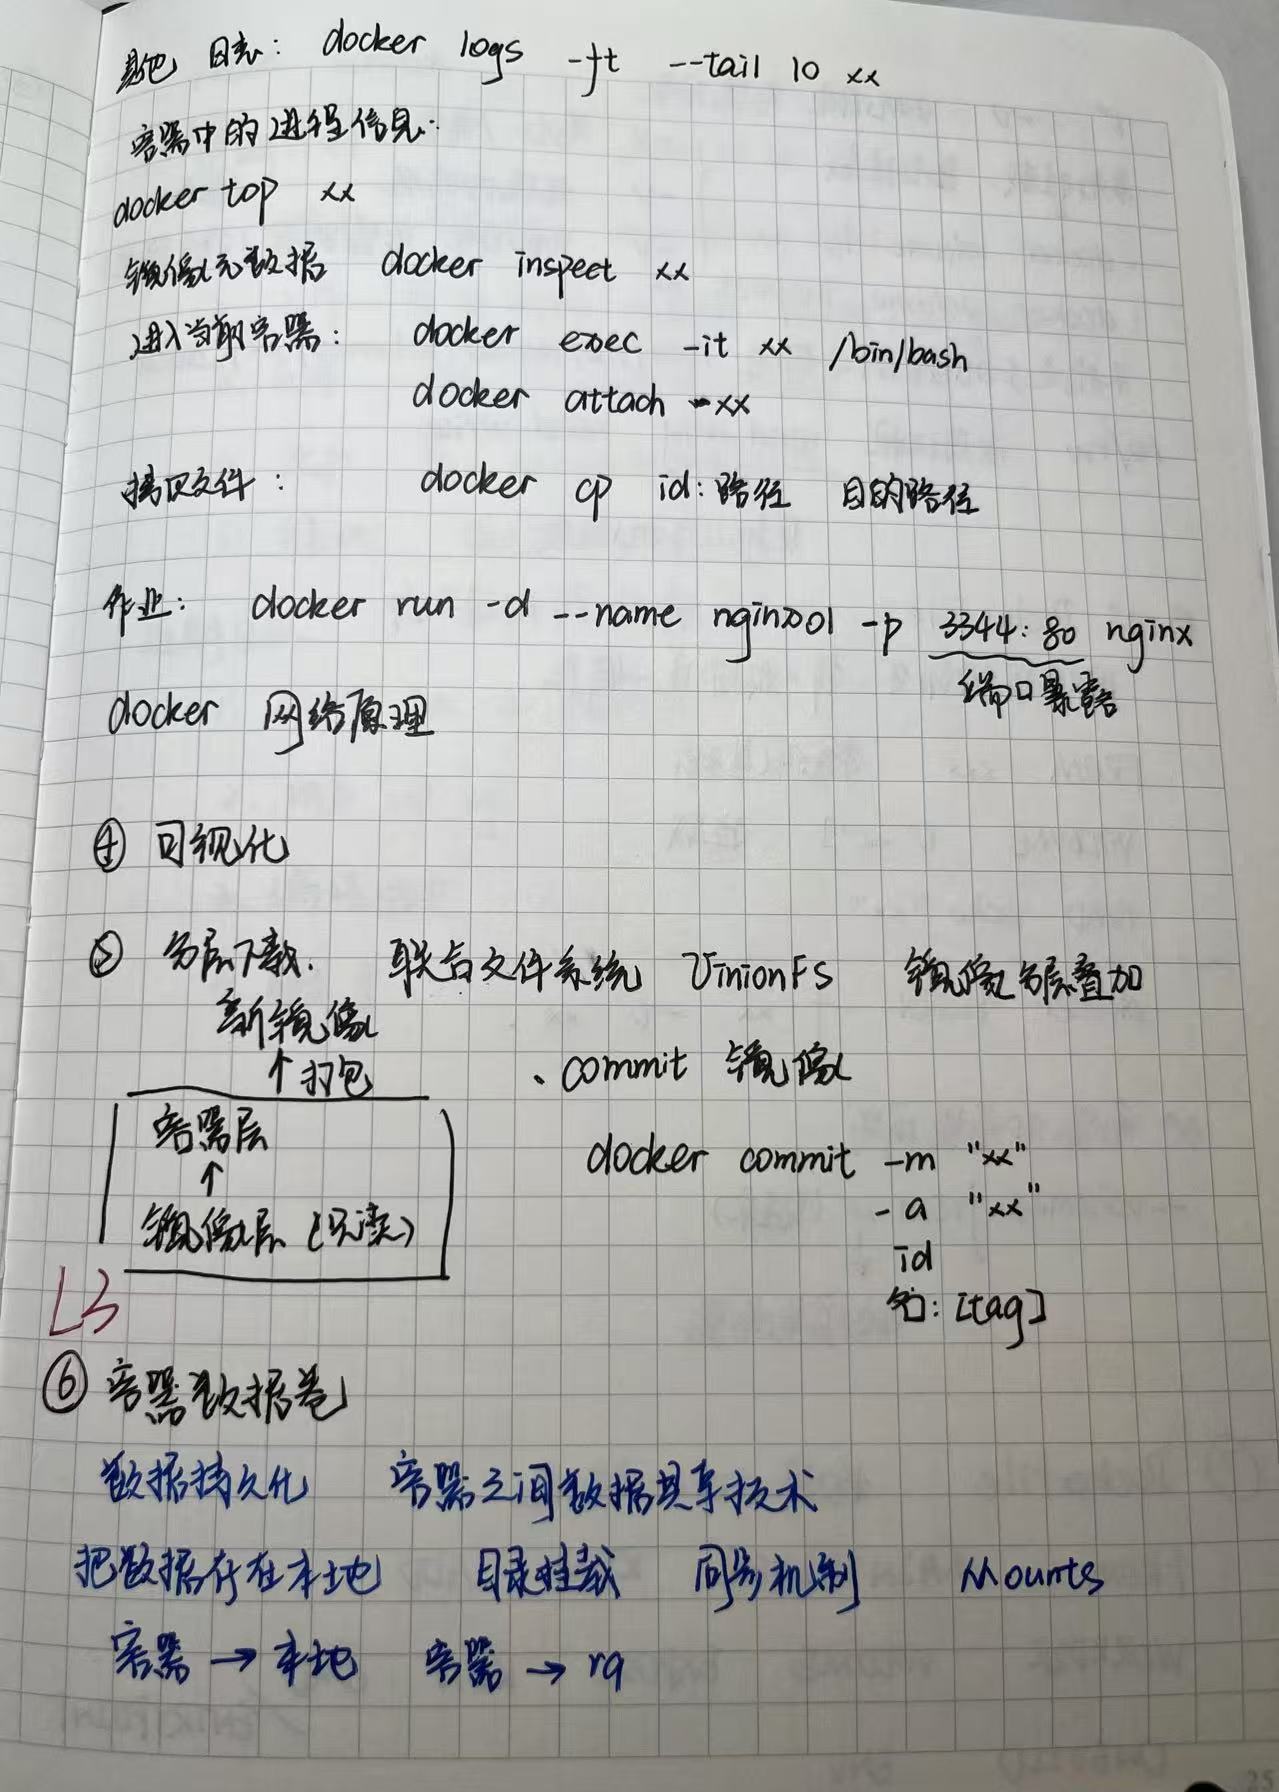 其他 日志: docker logs -ft --tail 10 xx
容器中的进程信息:
docker top xx
镜像元数据 docker inspect xx
进入当前容器: docker exec -it xx /bin/bash
docker attach xx
拷贝文件: docker cp id:路径 目的路径
作业: docker run -d --name nginx01 -p 3344:80 nginx
端口暴露
docker 网络原理
④ 可视化
⑤ 分层下载. 联合文件系统 UinionFS 镜像分层叠加
新镜像
↑打包
、commit 镜像
容器层
↑
镜像层 (只读)
docker commit -m "xx"
-a "xx"
id
名:[tag]
L3
⑥ 容器数据卷
数据持久化 容器之间数据共享技术
把数据存在本地 目录挂载 同步机制 Mounts
容器 → 本地 容器 → rq
25